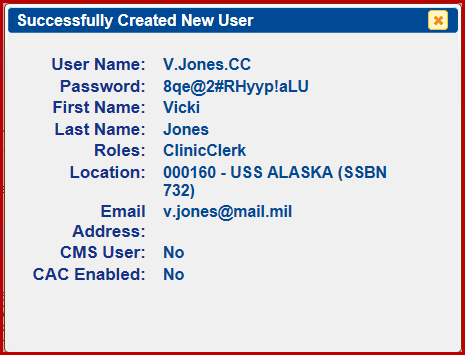 Successfully Created New User
User Name: V.Jones.CC
Password: 8qe@2#RHyyp!aLU
First Name: Vicki
Last Name: Jones
Roles: ClinicClerk
Location: 000160 - USS ALASKA (SSBN
732)
Email v.jones@mail.mil
Address:
CMS User: No
CAC Enabled: No